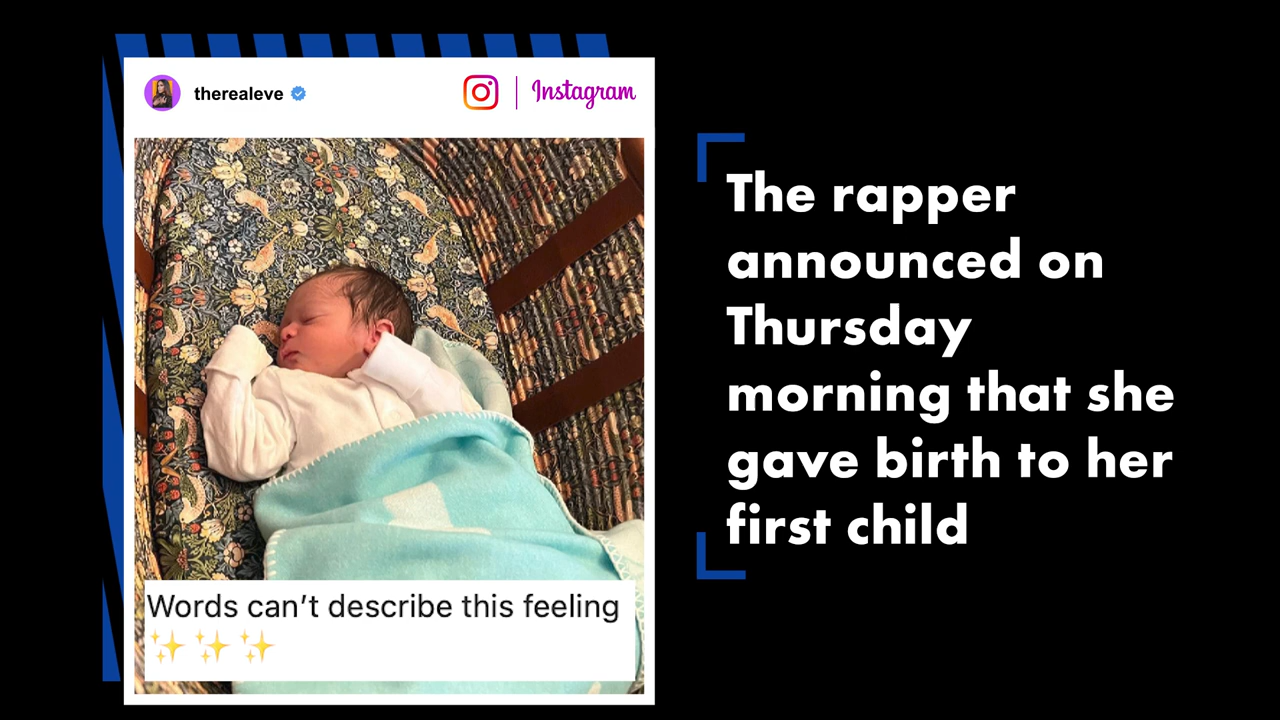 therealeve
Instagram
Words can’t describe this feeling
✨✨✨
The rapper
announced on
Thursday
morning that she
gave birth to her
first child